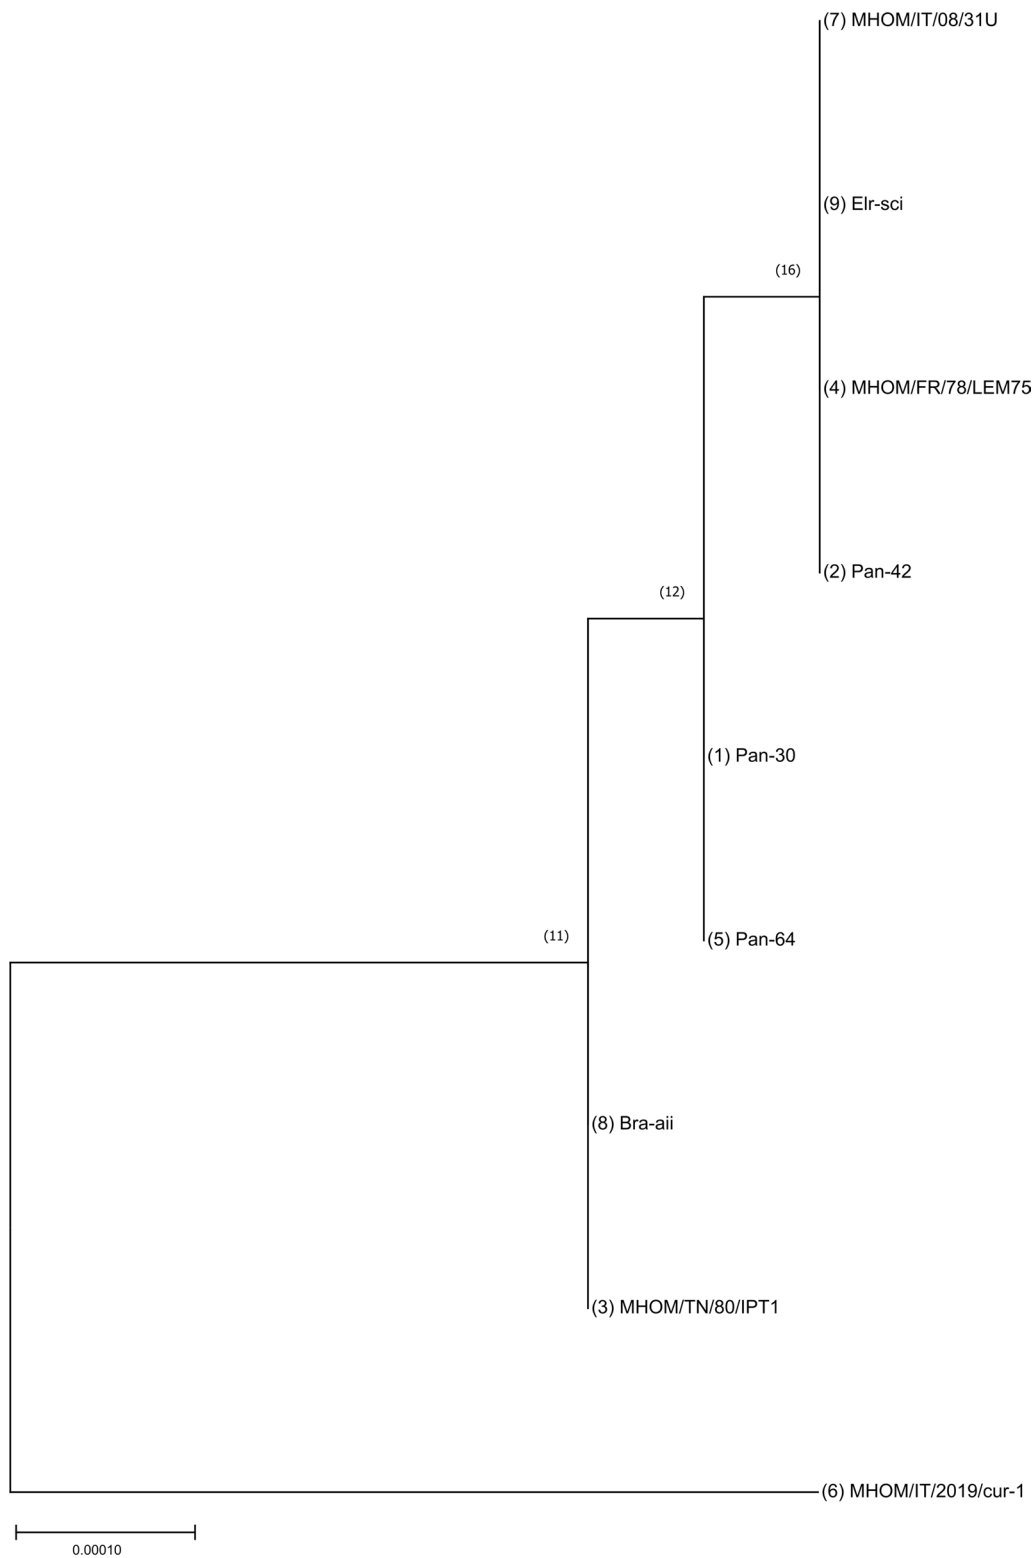 (7) MHOM/IT/08/31U
(9) Elr-sci
(16)
(4) MHOM/FR/78/LEM75
(2) Pan-42
(12)
(1) Pan-30
(5) Pan-64
(11)
(8) Bra-aii
(3) MHOM/TN/80/IPT1
(6) MHOM/IT/2019/cur-1
0.00010